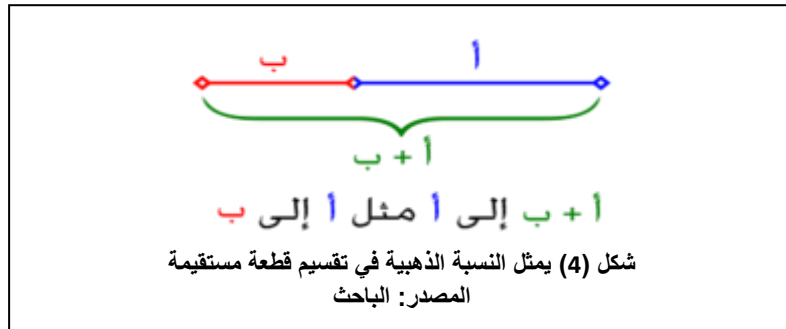 أ ب
أ + ب
أ + ب إلى أ مثل أ إلى ب
شكل (4) يمثل النسبة الذهبية في تقسيم قطعة مستقيمة
المصدر: الباحث